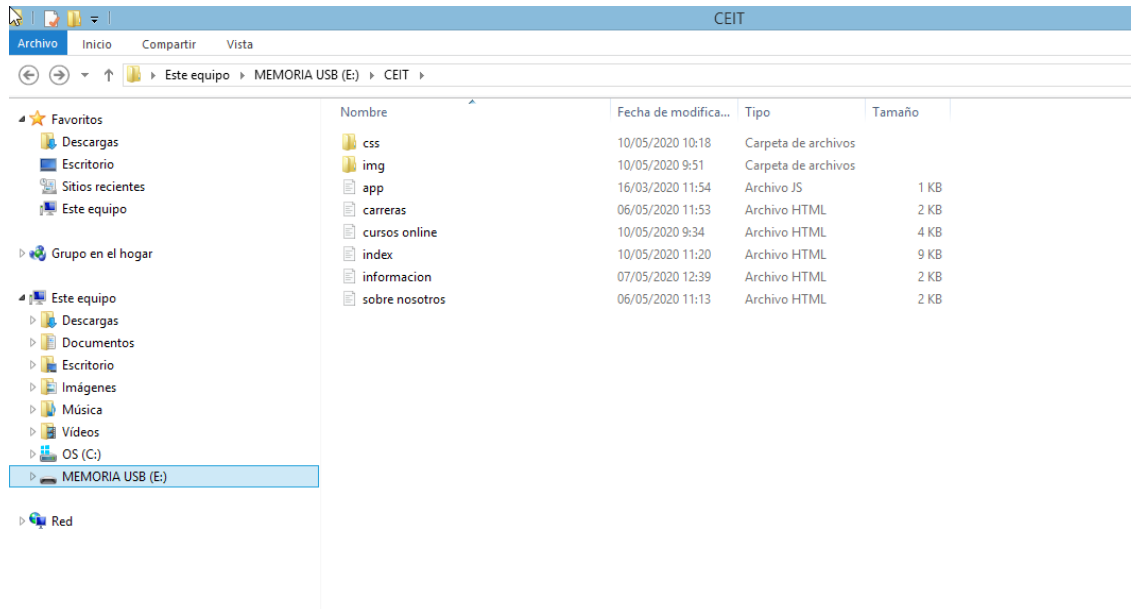 CEIT
Archivo Inicio Compartir Vista
Este equipo MEMORIA USB (E:) CEIT
Favoritos
Descargas
Escritorio
Sitios recientes
Este equipo
Grupo en el hogar
Este equipo
Descargas
Documentos
Escritorio
Imágenes
Música
Vídeos
OS (C:)
MEMORIA USB (E:)
Red
Nombre Fecha de modifica... Tipo Tamaño
css 10/05/2020 10:18 Carpeta de archivos
img 10/05/2020 9:51 Carpeta de archivos
app 16/03/2020 11:54 Archivo JS 1 KB
carreras 06/05/2020 11:53 Archivo HTML 2 KB
cursos online 10/05/2020 9:34 Archivo HTML 4 KB
index 10/05/2020 11:20 Archivo HTML 9 KB
informacion 07/05/2020 12:39 Archivo HTML 2 KB
sobre nosotros 06/05/2020 11:13 Archivo HTML 2 KB